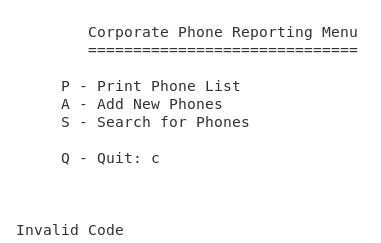 Corporate Phone Reporting Menu
==============================
P - Print Phone List
A - Add New Phones
S - Search for Phones
Q - Quit: c
Invalid Code